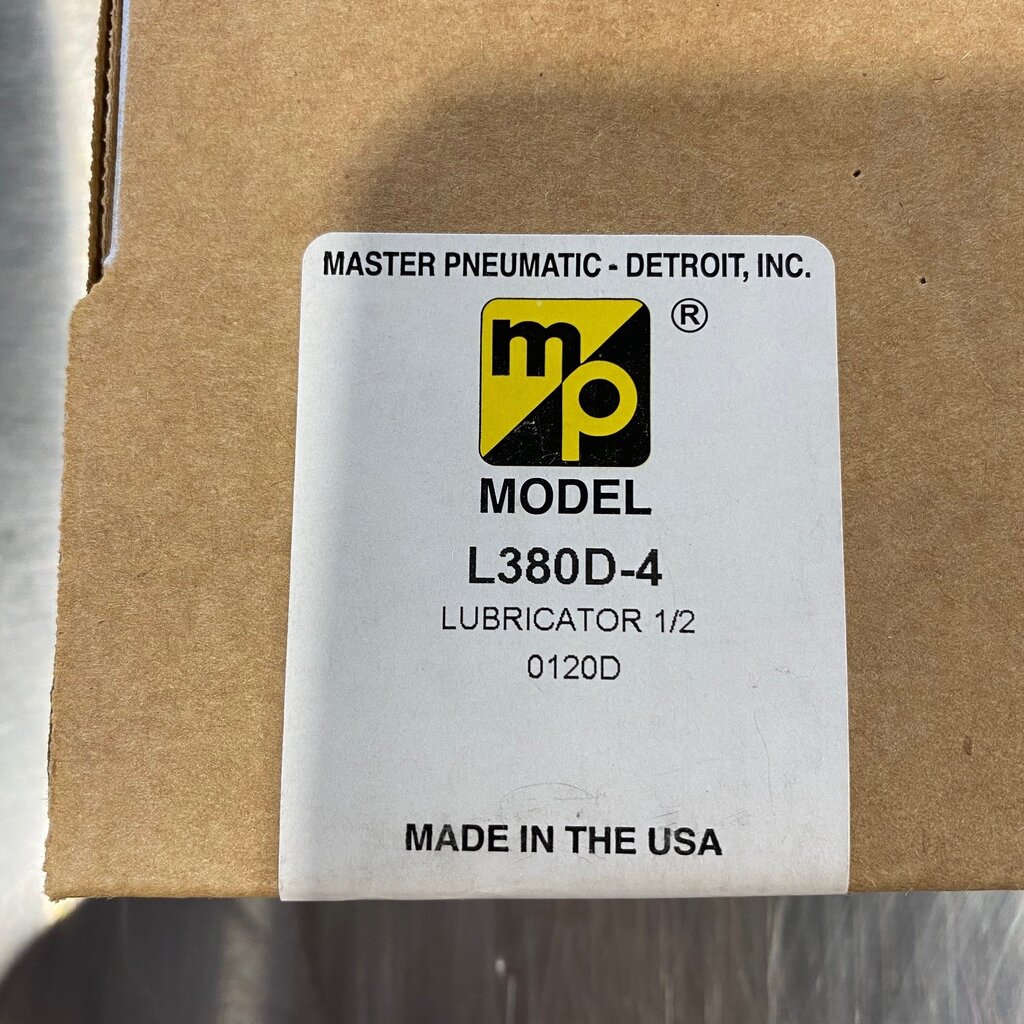 MASTER PNEUMATIC - DETROIT, INC.
mp ®
MODEL
L380D-4
LUBRICATOR 1/2
0120D
MADE IN THE USA